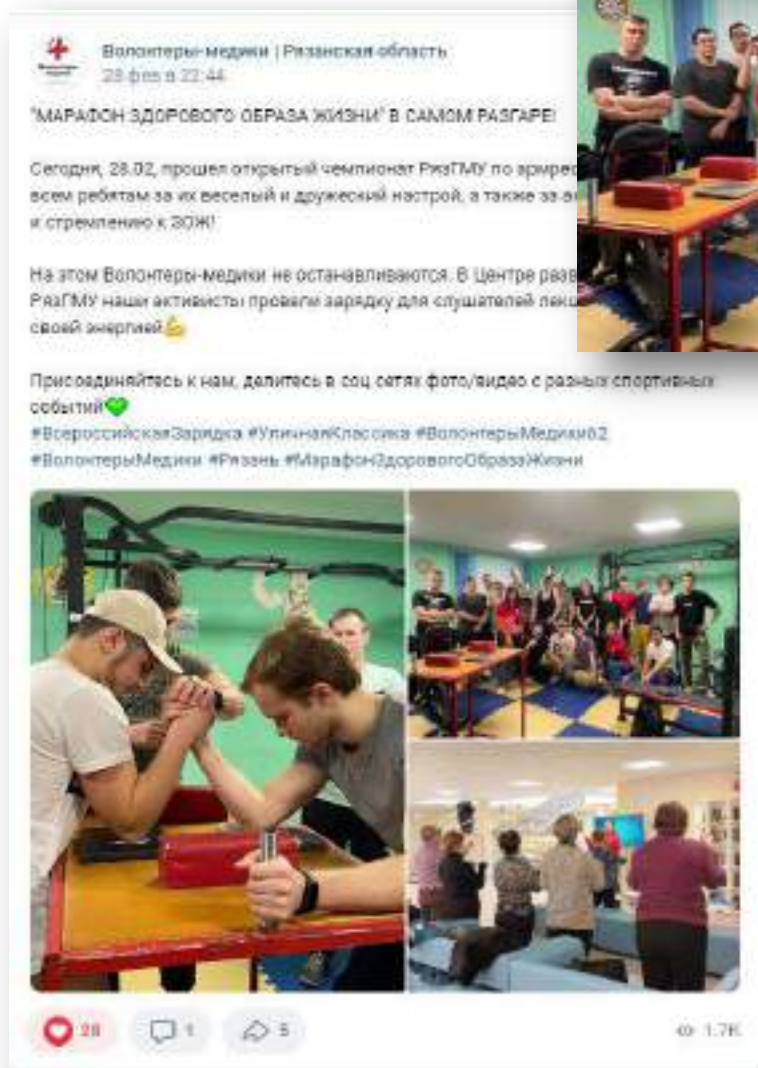 Волонтеры-медики | Рязанская область
28 фев в 22:44
"МАРАФОН ЗДОРОВОГО ОБРАЗА ЖИЗНИ" В САМОМ РАЗГАРЕ!
Сегодня, 28.02, прошел открытый чемпионат РязГМУ по армрес
всем ребятам за их веселый и дружеский настрой, а также за
и стремлению к ЗОЖ!
На этом Волонтеры-медики не останавливаются. В Центре разв
РязГМУ наши активисты провели зарядку для слушателей лекц
своей энергией💪
Присоединяйтесь к нам, делитесь в соц сетях фото/видео с разных спортивных
событий💚
#ВсероссийскаяЗарядка #УличнаяКлассика #ВолонтерыМедики62
#ВолонтерыМедики #Рязань #МарафонЗдоровогоОбразаЖизни
28 1 5 1.7K